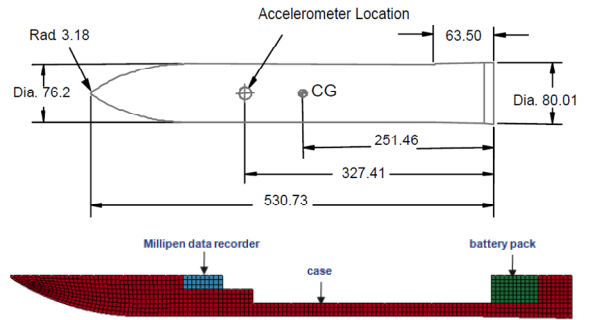 Accelerometer Location
Rad. 3.18
63.50
Dia. 76.2
CG
Dia. 80.01
251.46
327.41
530.73
Millipen data recorder
battery pack
case